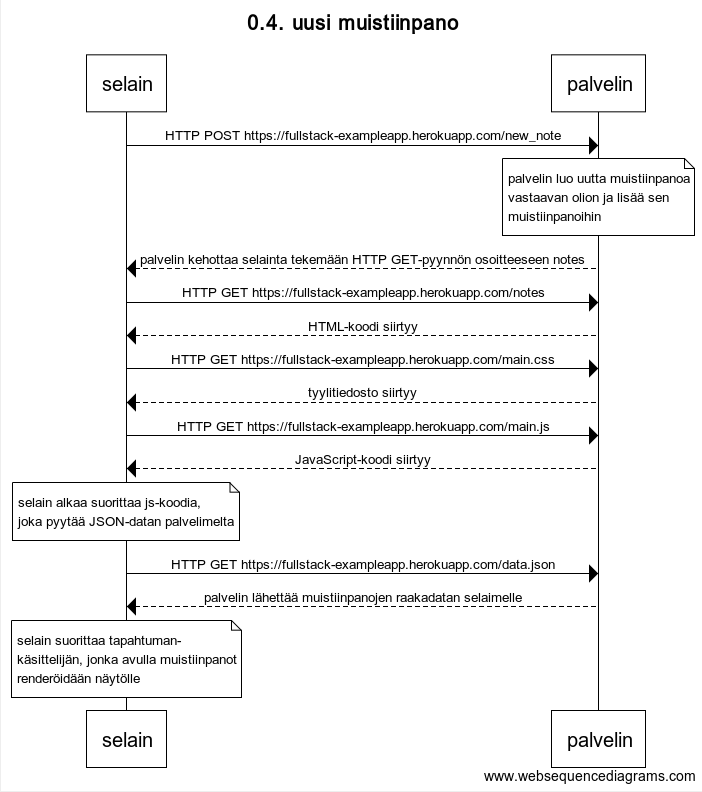 0.4. uusi muistiinpano
selain
palvelin
HTTP POST https://fullstack-exampleapp.herokuapp.com/new_note
palvelin luo uutta muistiinpanoa
vastaavan olion ja lisää sen
muistiinpanoihin
palvelin kehottaa selainta tekemään HTTP GET-pyynnön osoitteeseen notes
HTTP GET https://fullstack-exampleapp.herokuapp.com/notes
HTML-koodi siirtyy
HTTP GET https://fullstack-exampleapp.herokuapp.com/main.css
tyylitiedosto siirtyy
HTTP GET https://fullstack-exampleapp.herokuapp.com/main.js
JavaScript-koodi siirtyy
selain alkaa suorittaa js-koodia,
joka pyytää JSON-datan palvelimelta
HTTP GET https://fullstack-exampleapp.herokuapp.com/data.json
palvelin lähettää muistiinpanojen raakadatan selaimelle
selain suorittaa tapahtuman-
käsittelijän, jonka avulla muistiinpanot
renderöidään näytölle
selain
palvelin
www.websequencediagrams.com